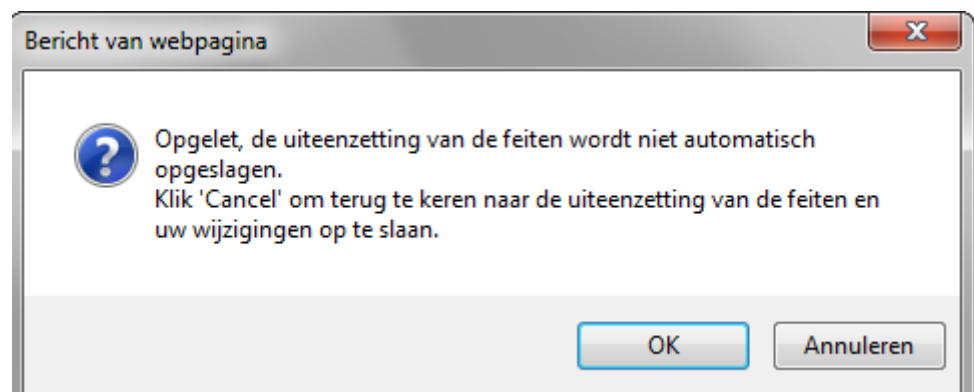 Bericht van webpagina
Opgelet, de uiteenzetting van de feiten wordt niet automatisch
opgeslagen.
Klik 'Cancel' om terug te keren naar de uiteenzetting van de feiten en
uw wijzigingen op te slaan.
OK
Annuleren